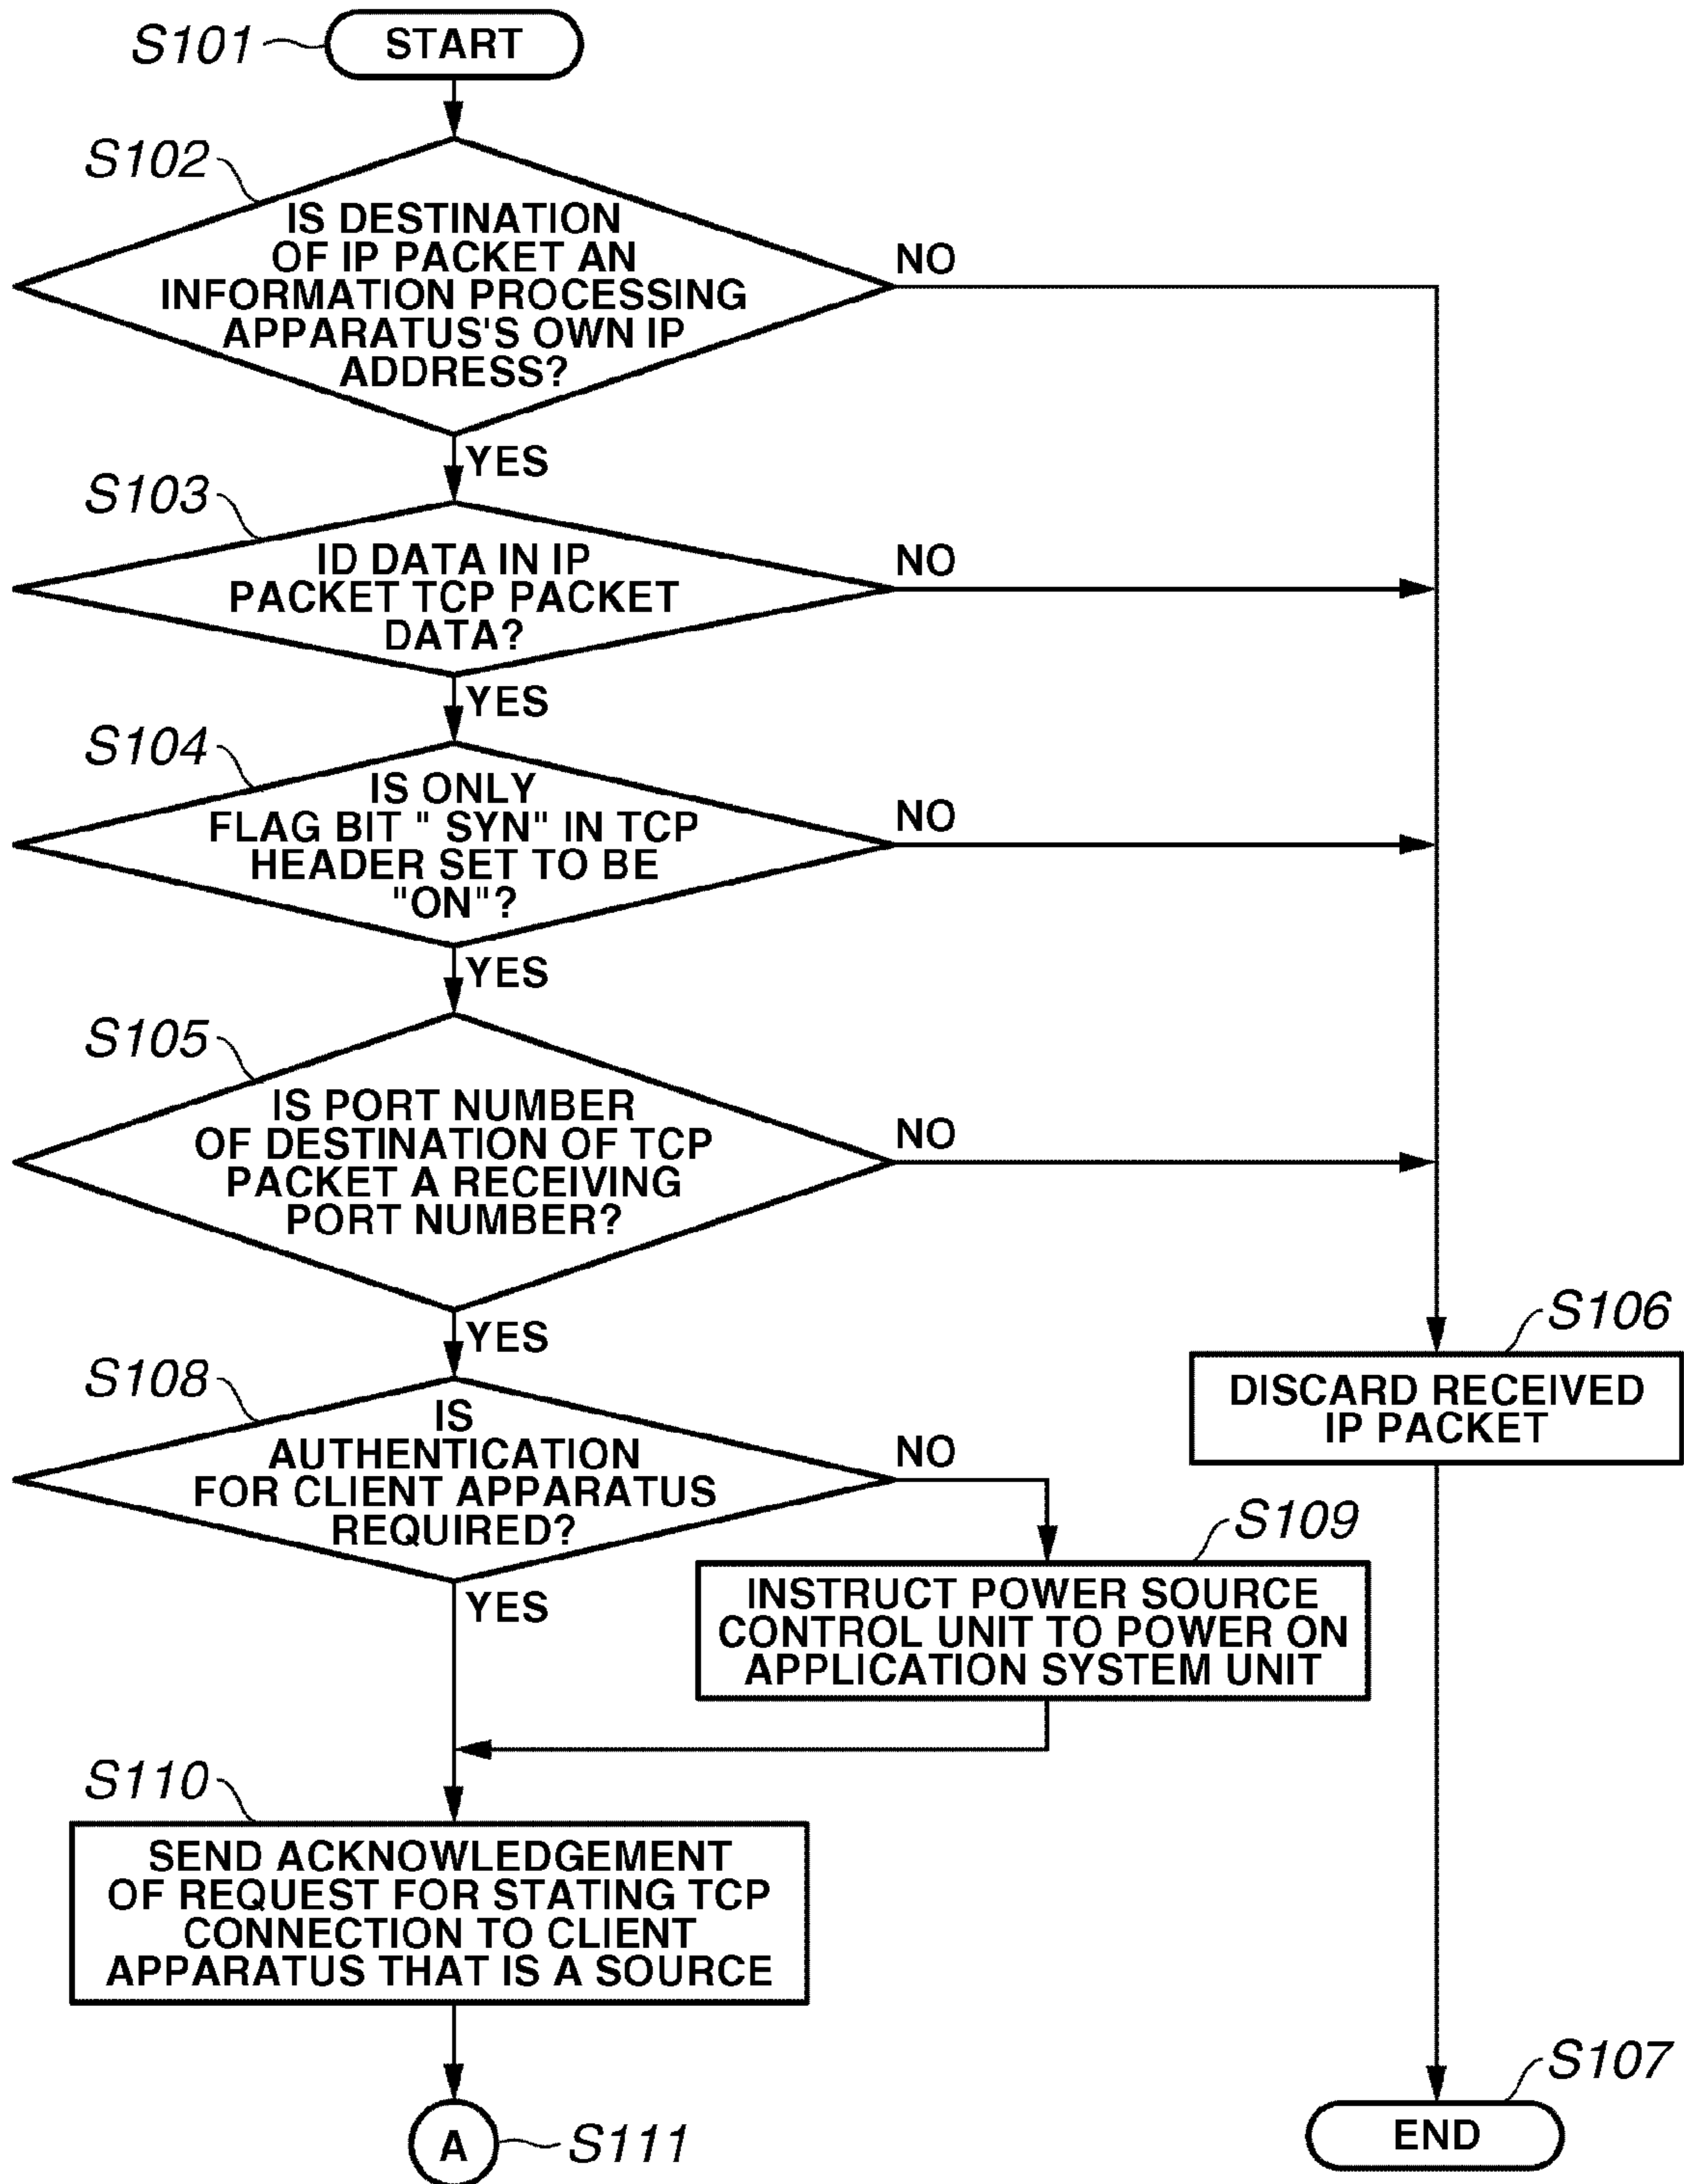 S101
START
S102
IS DESTINATION
OF IP PACKET AN
INFORMATION PROCESSING
APPARATUS'S OWN IP
ADDRESS?
NO
YES
S103
ID DATA IN IP
PACKET TCP PACKET
DATA?
NO
YES
S104
IS ONLY
FLAG BIT " SYN" IN TCP
HEADER SET TO BE
"ON"?
NO
YES
S105
IS PORT NUMBER
OF DESTINATION OF TCP
PACKET A RECEIVING
PORT NUMBER?
NO
YES
S106
DISCARD RECEIVED
IP PACKET
S108
IS
AUTHENTICATION
FOR CLIENT APPARATUS
REQUIRED?
NO
YES
S109
INSTRUCT POWER SOURCE
CONTROL UNIT TO POWER ON
APPLICATION SYSTEM UNIT
S110
SEND ACKNOWLEDGEMENT
OF REQUEST FOR STATING TCP
CONNECTION TO CLIENT
APPARATUS THAT IS A SOURCE
A
S111
S107
END